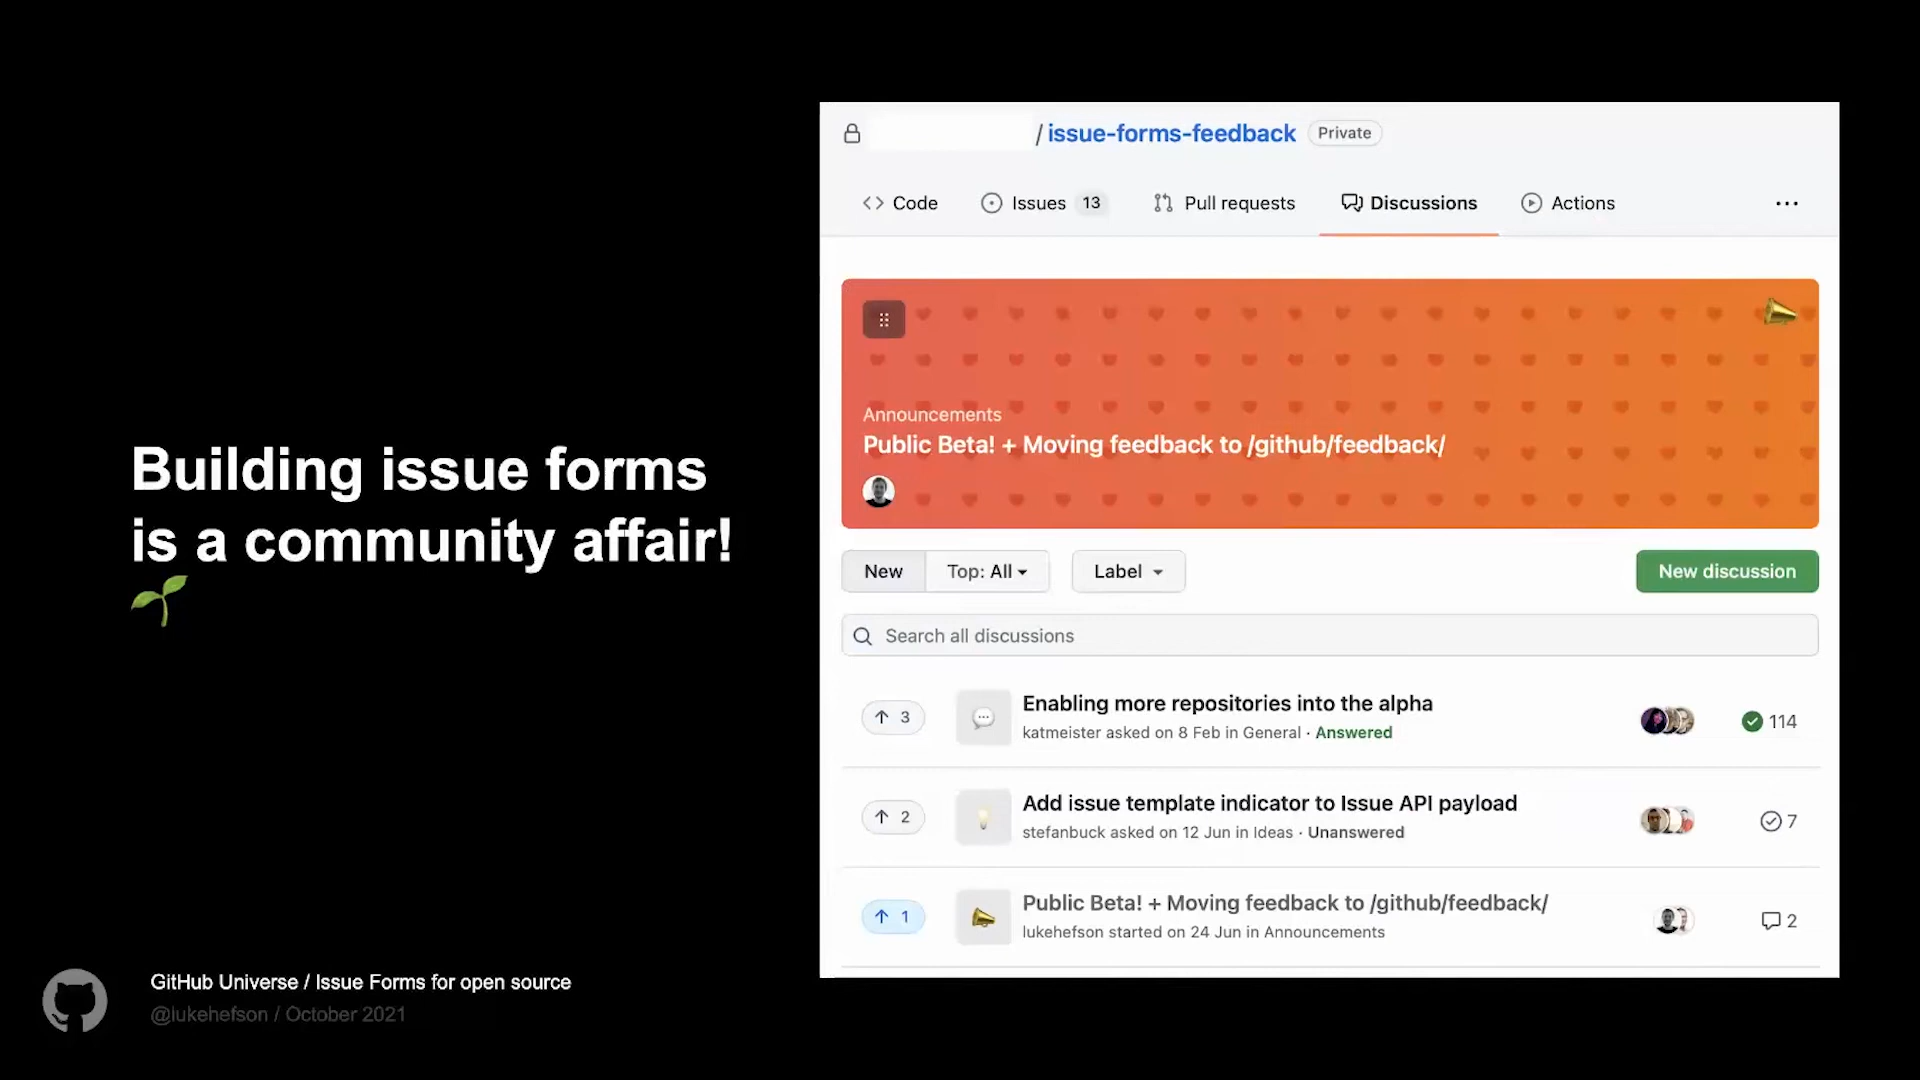 Building issue forms
is a community affair!
/ issue-forms-feedback Private
Code Issues 13 Pull requests Discussions Actions ...
Announcements
Public Beta! + Moving feedback to /github/feedback/
New Top: All Label New discussion
Search all discussions
3 Enabling more repositories into the alpha 114
katmeister asked on 8 Feb in General · Answered
2 Add issue template indicator to Issue API payload 7
stefanbuck asked on 12 Jun in Ideas · Unanswered
1 Public Beta! + Moving feedback to /github/feedback/ 2
lukehefson started on 24 Jun in Announcements
GitHub Universe / Issue Forms for open source
@lukehefson / October 2021